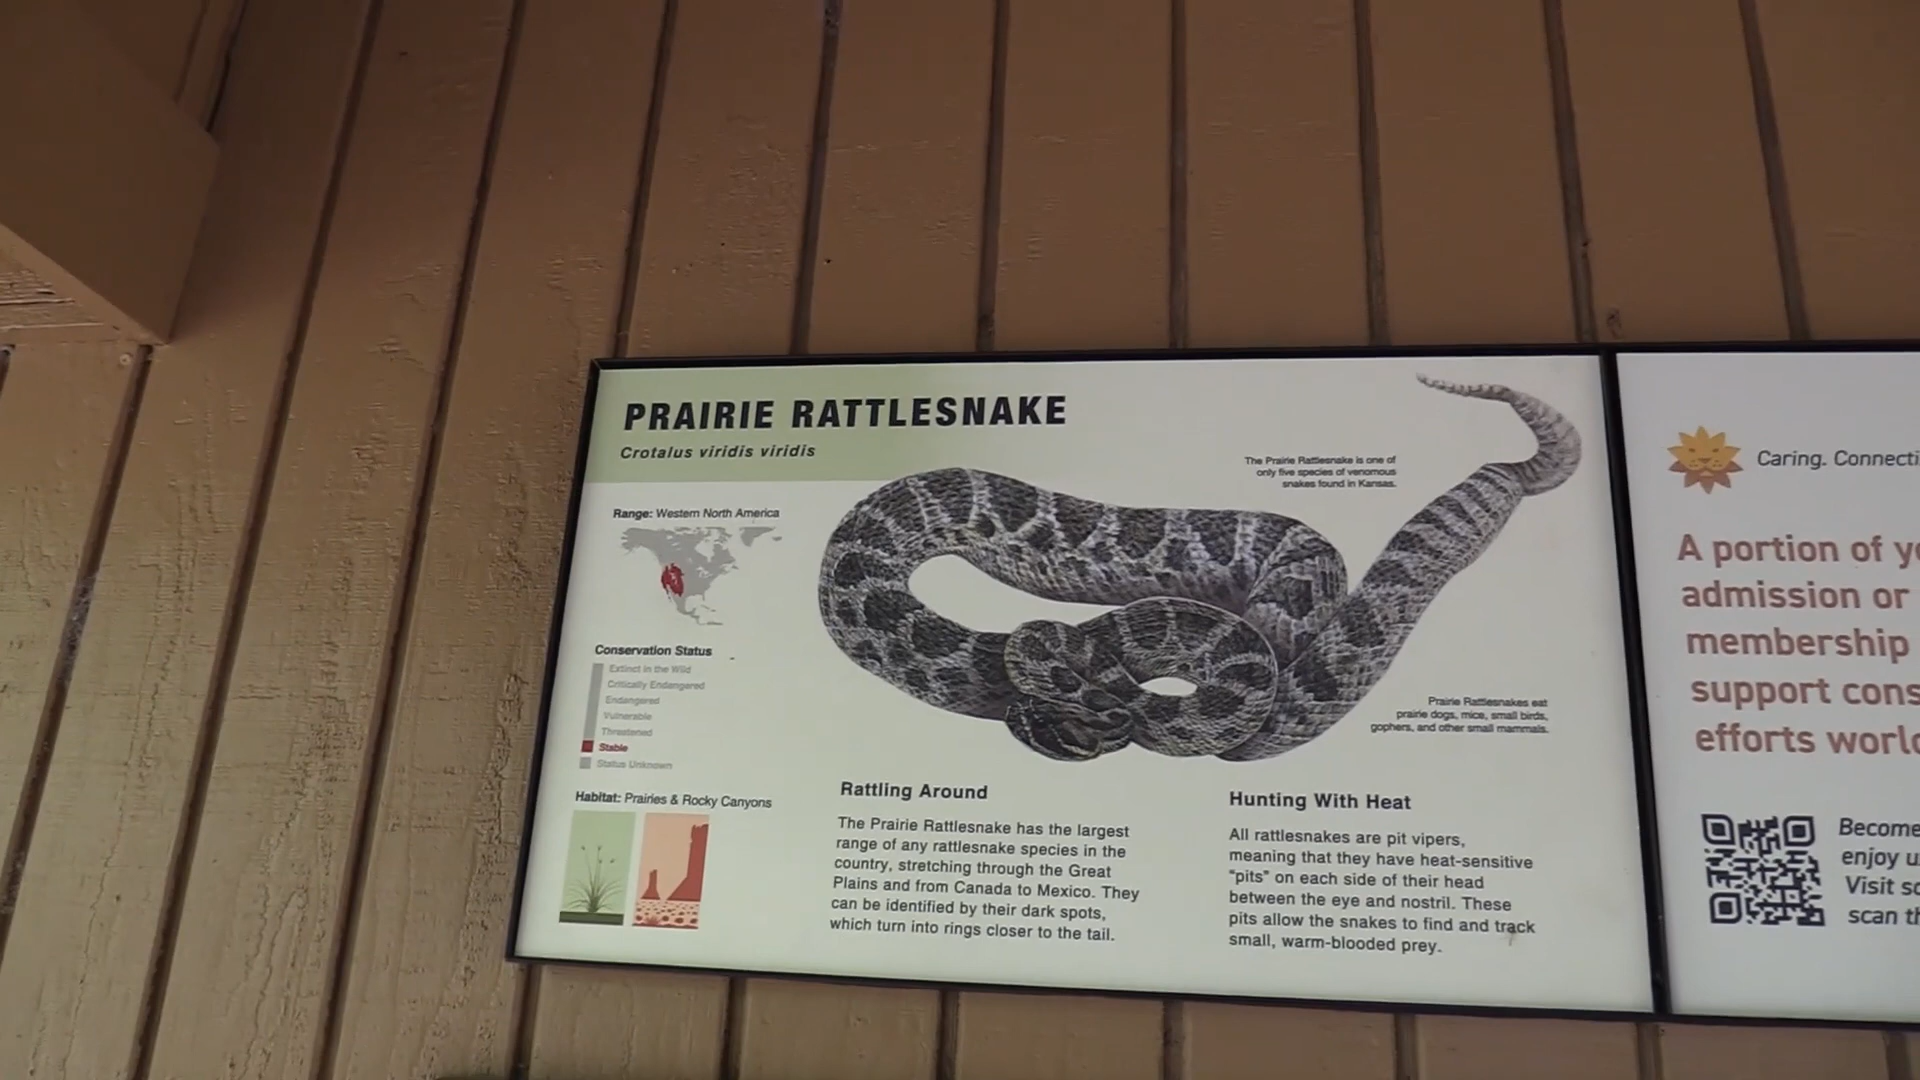 PRAIRIE RATTLESNAKE
Crotalus viridis viridis
The Prairie Rattlesnake is one of
only five species of venomous
snakes found in Kansas.
Range: Western North America
Conservation Status
Extinct in the Wild
Critically Endangered
Endangered
Vulnerable
Threatened
Stable
Status Unknown
Habitat: Prairies & Rocky Canyons
Prairie Rattlesnakes eat
prairie dogs, mice, small birds,
gophers, and other small mammals.
Rattling Around
The Prairie Rattlesnake has the largest
range of any rattlesnake species in the
country, stretching through the Great
Plains and from Canada to Mexico. They
can be identified by their dark spots,
which turn into rings closer to the tail.
Hunting With Heat
All rattlesnakes are pit vipers,
meaning that they have heat-sensitive
"pits" on each side of their head
between the eye and nostril. These
pits allow the snakes to find and track
small, warm-blooded prey.
Caring. Connecti
A portion of y
admission or
membership
support cons
efforts worl
Become
enjoy u
Visit s
scan th